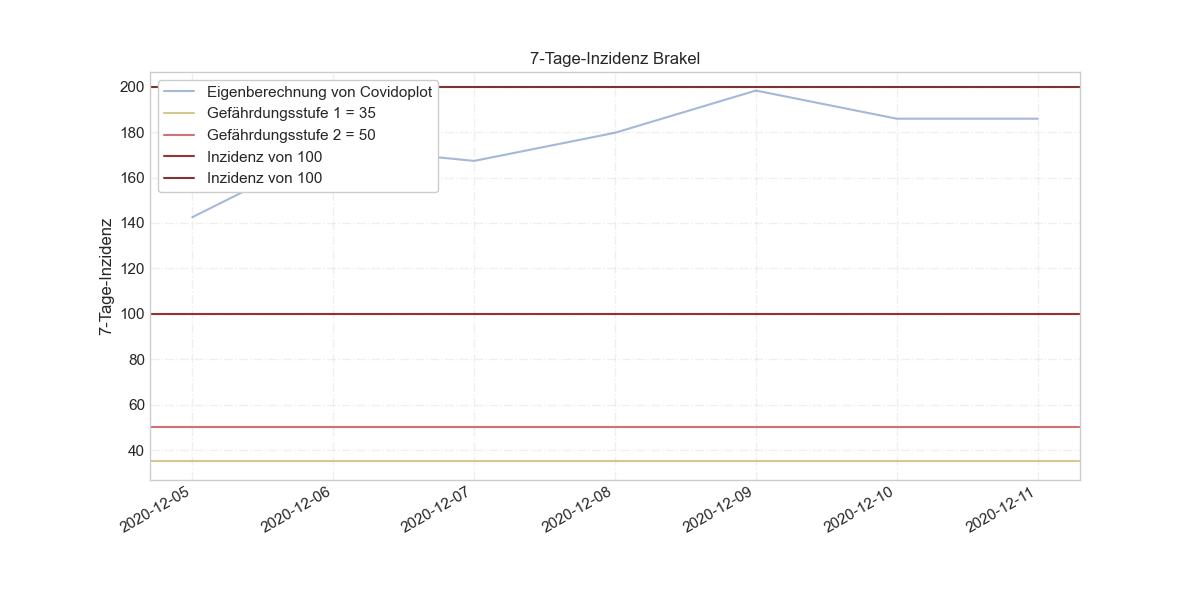 7-Tage-Inzidenz Brakel
Eigenberechnung von Covidoplot
Gefährdungsstufe 1 = 35
Gefährdungsstufe 2 = 50
Inzidenz von 100
Inzidenz von 100
7-Tage-Inzidenz
200
180
160
140
120
100
80
60
40
2020-12-05
2020-12-06
2020-12-07
2020-12-08
2020-12-09
2020-12-10
2020-12-11